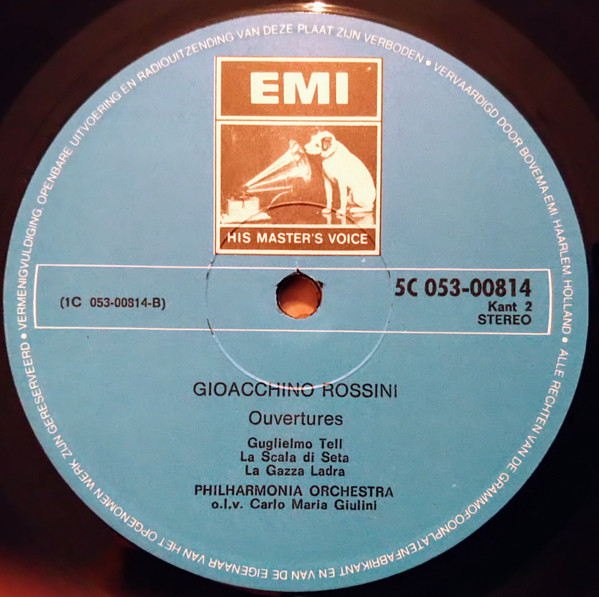 EMI
HIS MASTER'S VOICE
(1C 053-00814-B)
5C 053-00814
Kant 2
STEREO
GIOACCHINO ROSSINI
Ouvertures
Guglielmo Tell
La Scala di Seta
La Gazza Ladra
PHILHARMONIA ORCHESTRA
o.l.v. Carlo Maria Giulini
VERVAARDIGD DOOR BOVEMA-EMI, HAARLEM, HOLLAND • ALLE RECHTEN VAN DE GRAMMOFOONPLATENFABRIKANT EN VAN DE EIGENAAR VAN HET OPGENOMEN WERK ZIJN GERESERVEERD • VERMENIGVULDIGING, OPENBARE UITVOERING EN RADIOUITZENDING VAN DEZE PLAAT ZIJN VERBODEN •